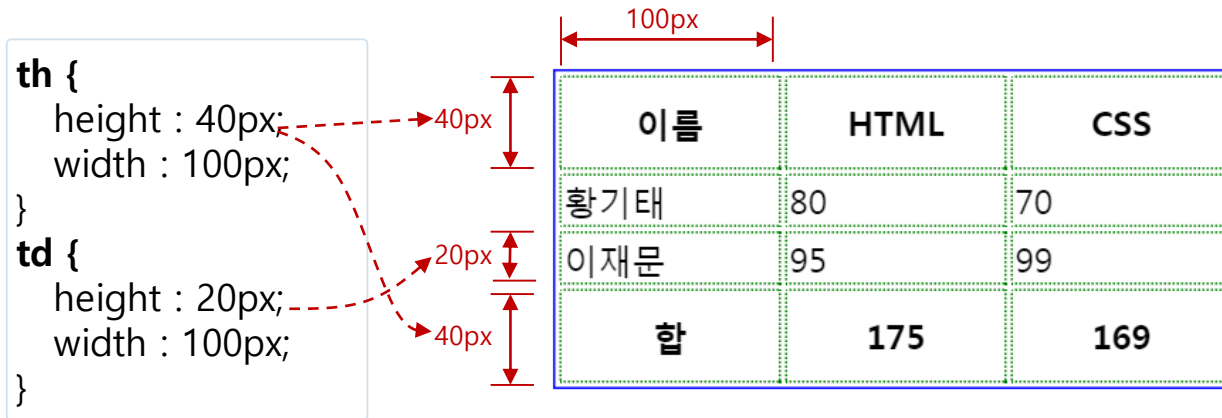 100px
th {
height : 40px;
width : 100px;
}
td {
height : 20px;
width : 100px;
}
40px
20px
40px
이름 HTML CSS
황기태 80 70
이재문 95 99
합 175 169